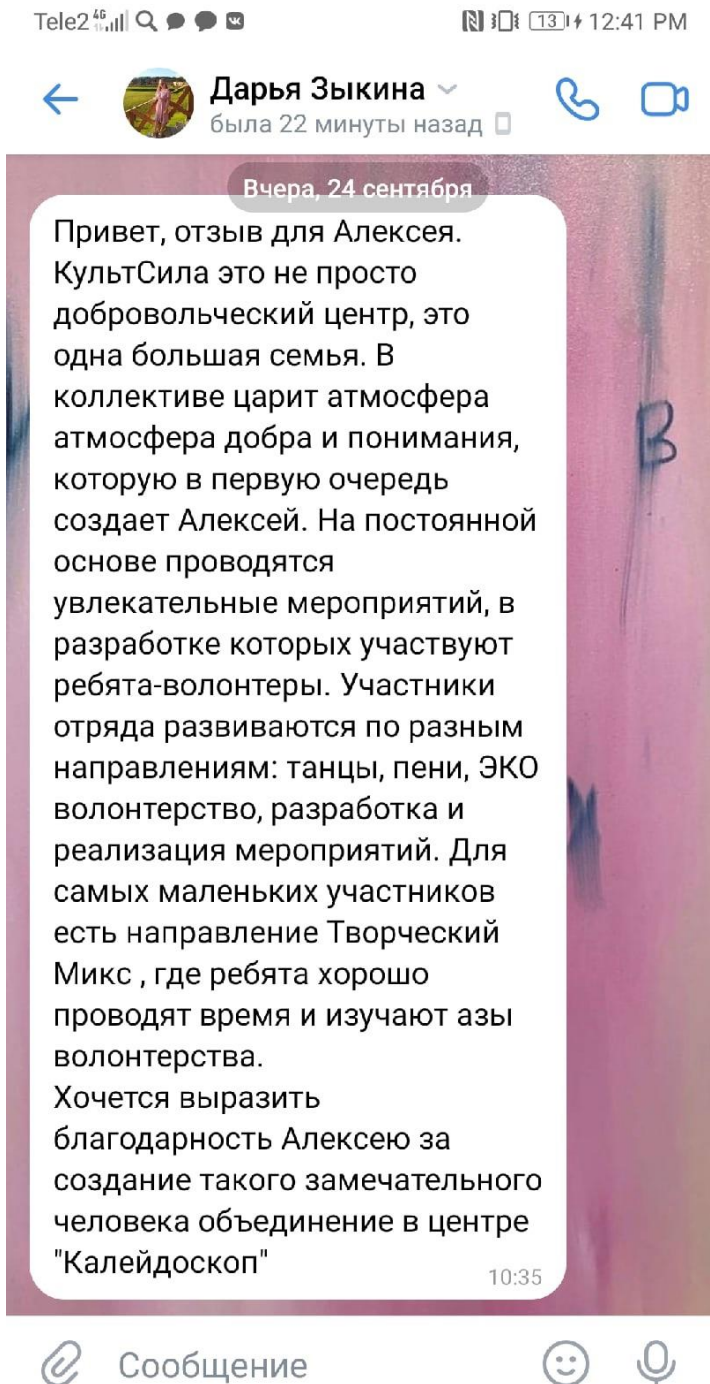 Tele2 4G 13 12:41 PM
Дарья Зыкина
была 22 минуты назад
Вчера, 24 сентября
Привет, отзыв для Алексея.
КультСила это не просто
добровольческий центр, это
одна большая семья. В
коллективе царит атмосфера
атмосфера добра и понимания,
которую в первую очередь
создает Алексей. На постоянной
основе проводятся
увлекательные мероприятий, в
разработке которых участвуют
ребята-волонтеры. Участники
отряда развиваются по разным
направлениям: танцы, пени, ЭКО
волонтерство, разработка и
реализация мероприятий. Для
самых маленьких участников
есть направление Творческий
Микс , где ребята хорошо
проводят время и изучают азы
волонтерства.
Хочется выразить
благодарность Алексею за
создание такого замечательного
человека объединение в центре
"Калейдоскоп"
10:35
В
Сообщение